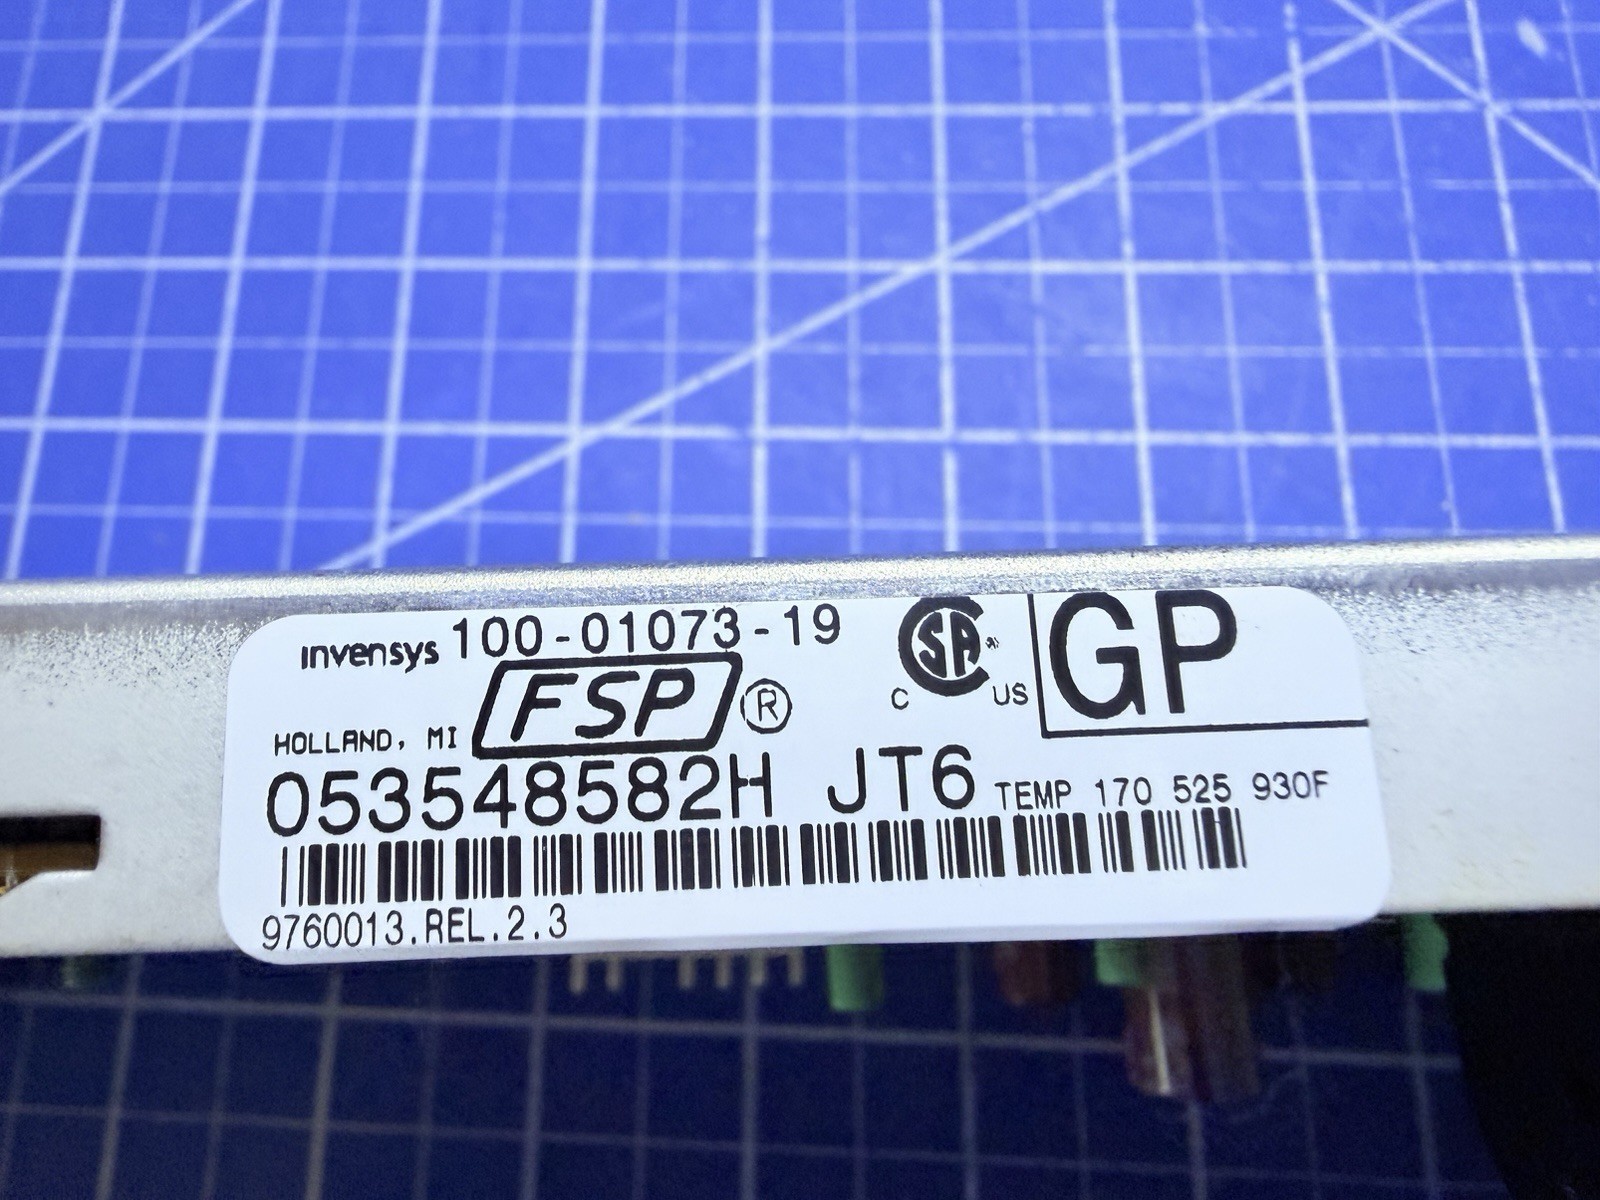 invensys 100-01073-19
C SA US
GP
FSP ®
HOLLAND, MI
053548582H JT6 TEMP 170 525 930F
9760013.REL.2.3